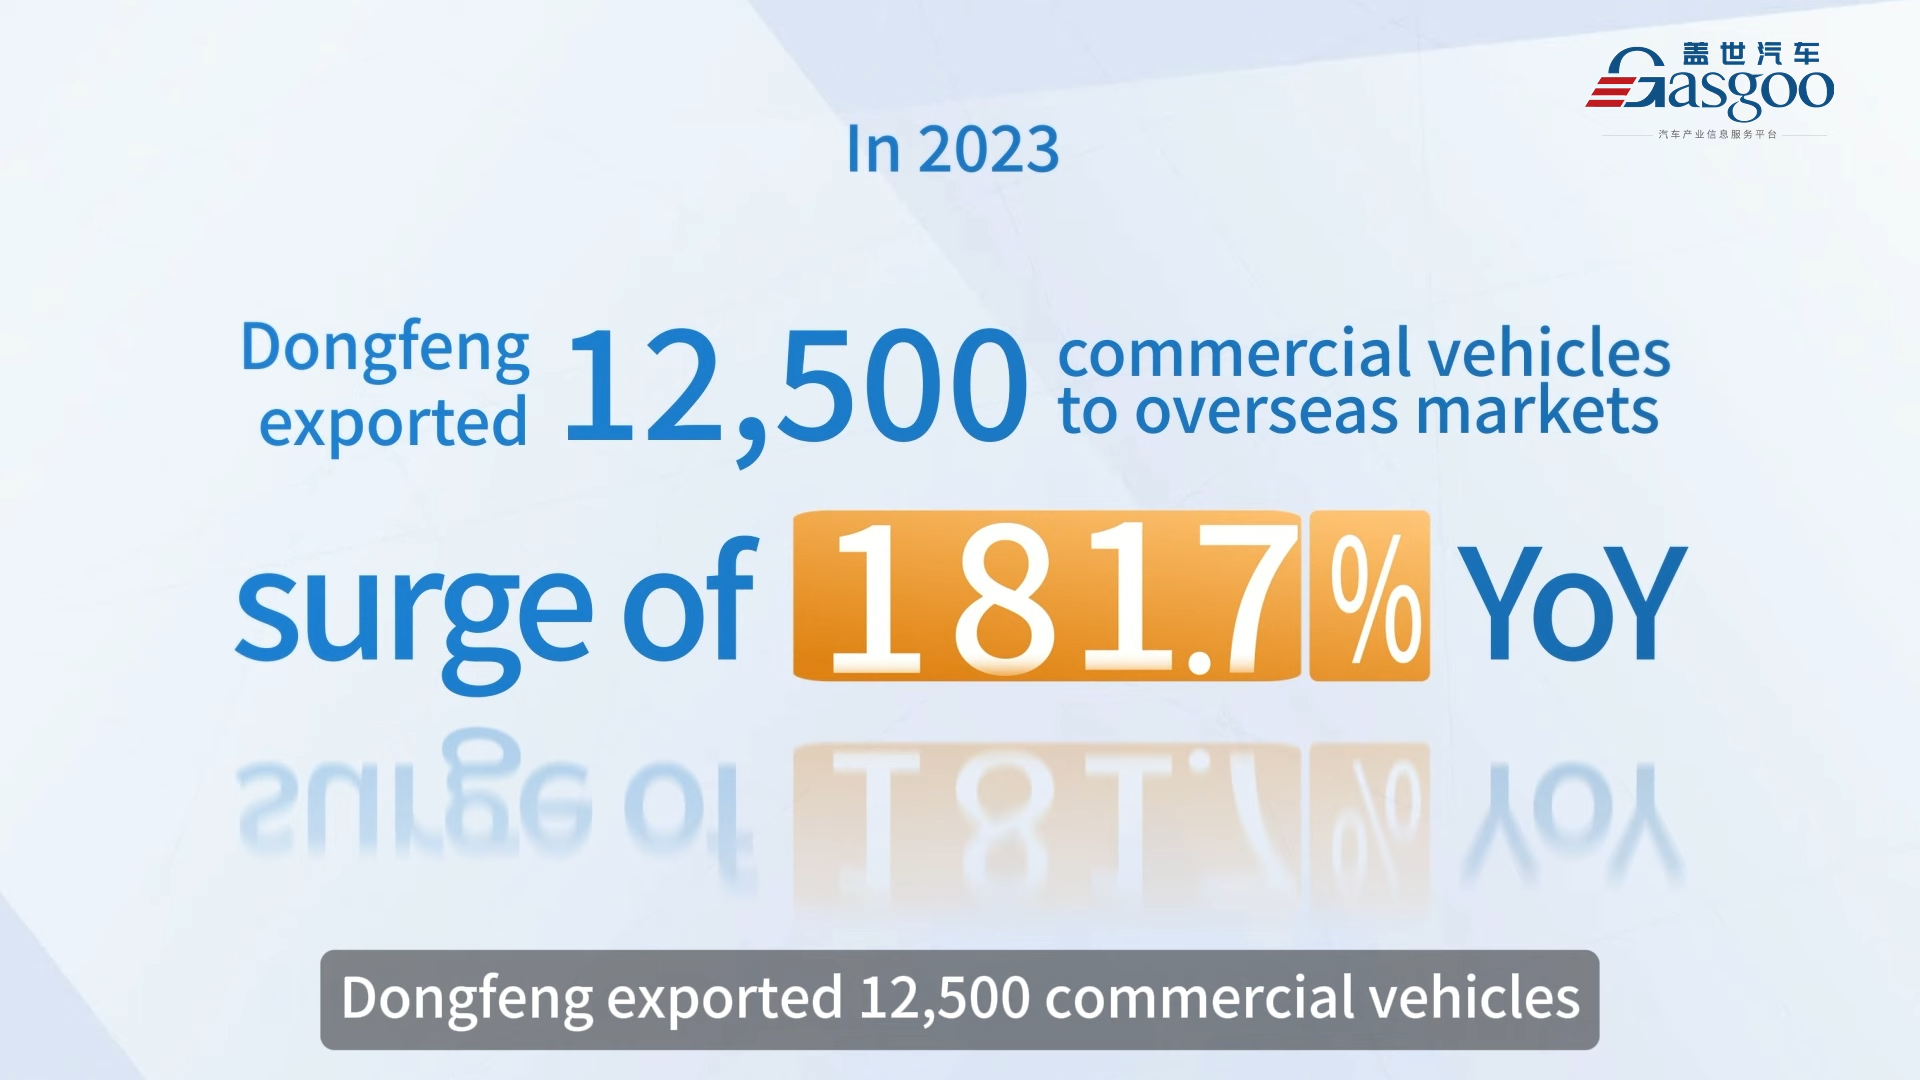 盖世汽车
Gasgoo
汽车产业信息服务平台
In 2023
Dongfeng
exported
12,500
commercial vehicles
to overseas markets
surge of 181.7% YoY
Dongfeng exported 12,500 commercial vehicles